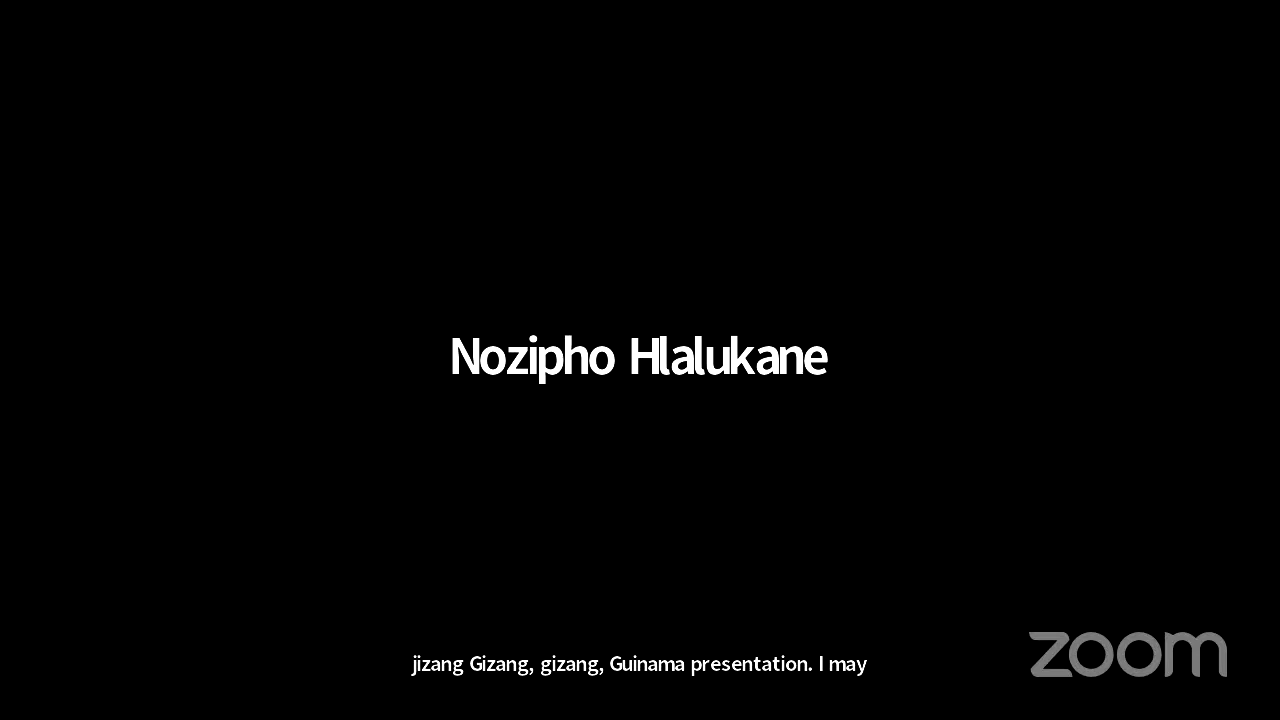 Nozipho Hlalukane
jizang Gizang, gizang, Guinama presentation. I may
zoom